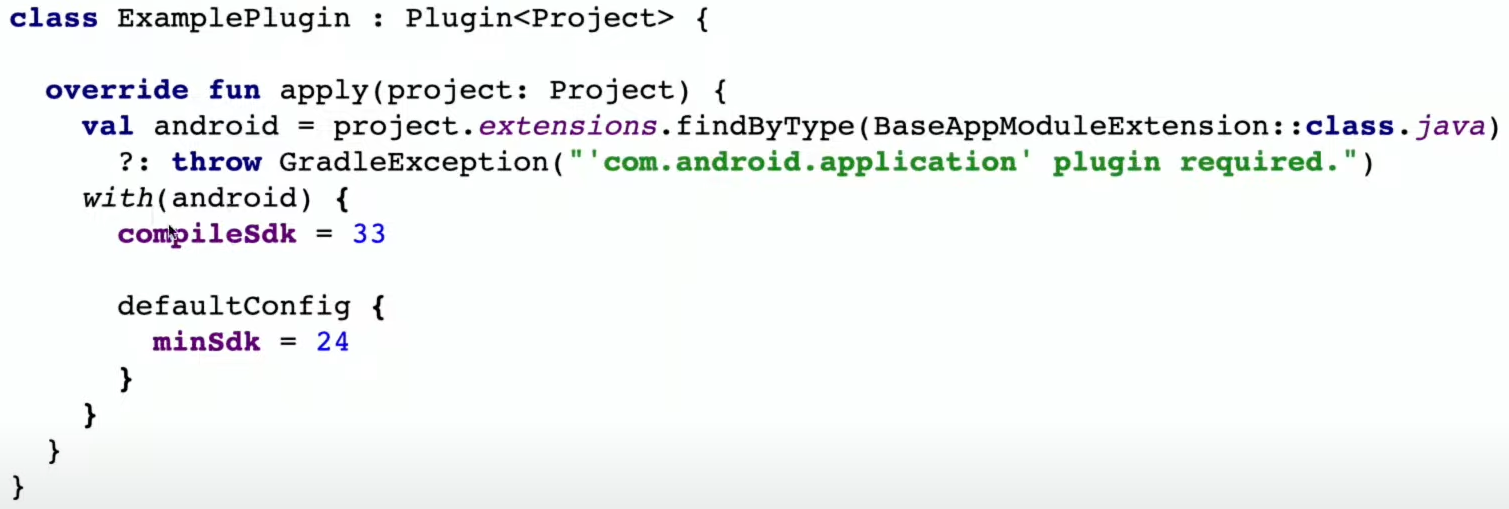 class ExamplePlugin : Plugin<Project> {
override fun apply(project: Project) {
val android = project.extensions.findByType(BaseAppModuleExtension::class.java)
?: throw GradleException("'com.android.application' plugin required.")
with(android) {
compileSdk = 33
defaultConfig {
minSdk = 24
}
}
}
}